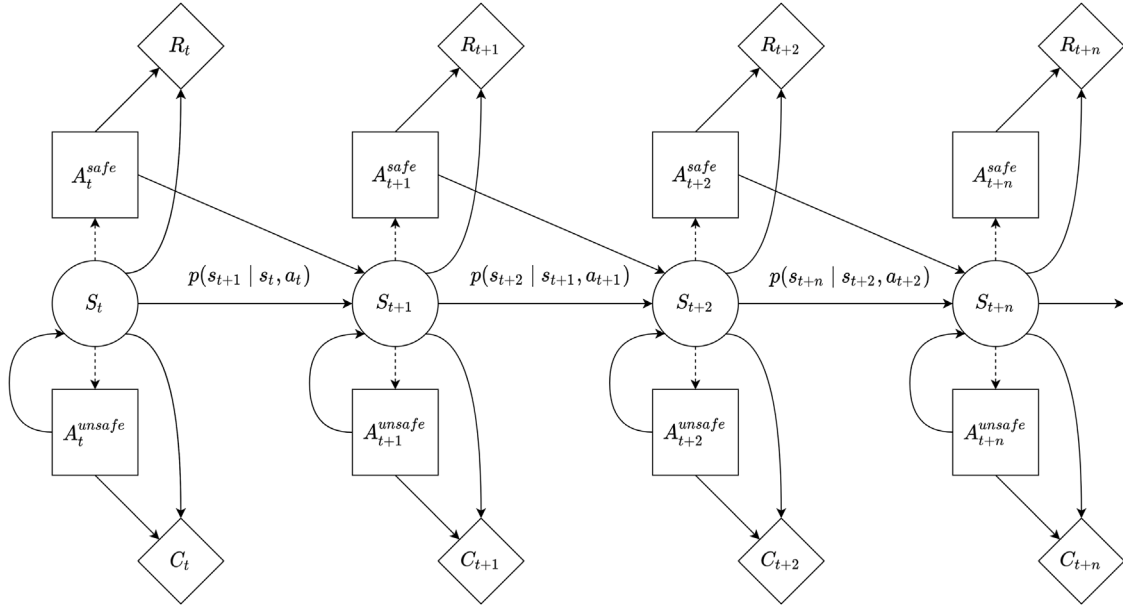 R_t R_{t+1} R_{t+2} R_{t+n}
A_t^{safe} A_{t+1}^{safe} A_{t+2}^{safe} A_{t+n}^{safe}
p(s_{t+1} | s_t, a_t) p(s_{t+2} | s_{t+1}, a_{t+1}) p(s_{t+n} | s_{t+2}, a_{t+2})
S_t S_{t+1} S_{t+2} S_{t+n}
A_t^{unsafe} A_{t+1}^{unsafe} A_{t+2}^{unsafe} A_{t+n}^{unsafe}
C_t C_{t+1} C_{t+2} C_{t+n}